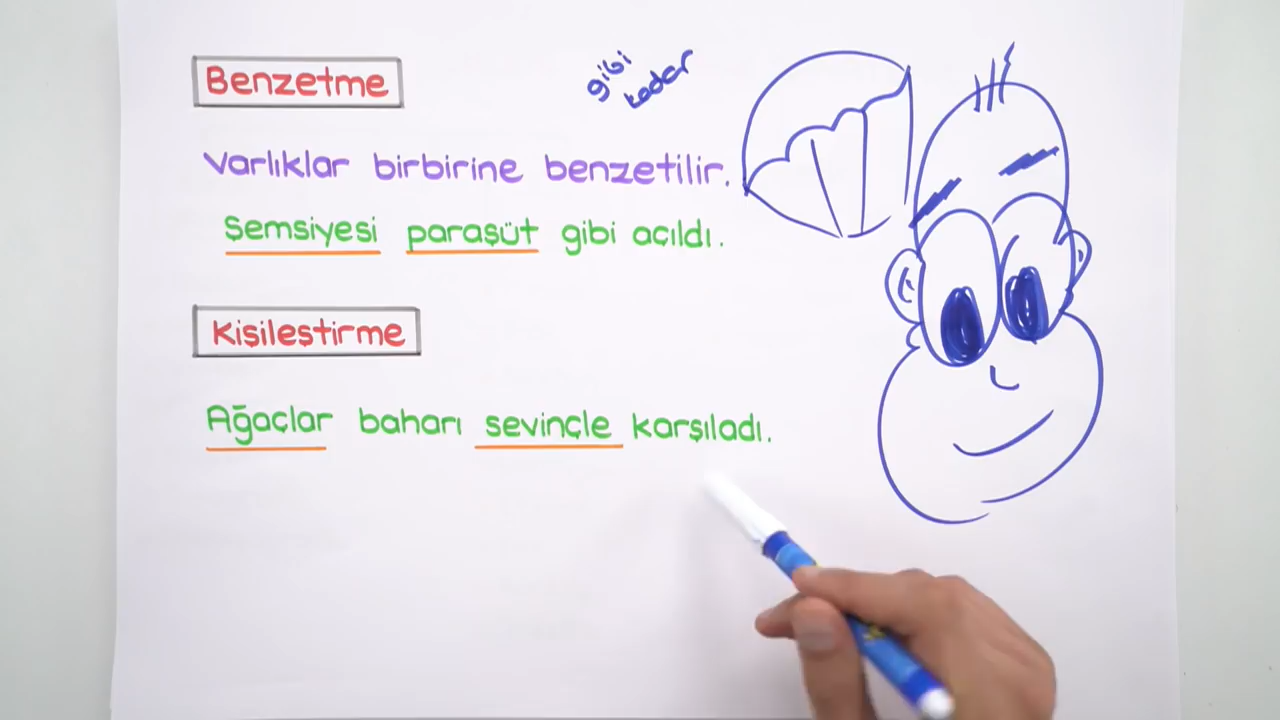 Benzetme
gibi
kadar
Varlıklar birbirine benzetilir.
Şemsiyesi paraşüt gibi açıldı.
Kişileştirme
Ağaçlar baharı sevinçle karşıladı.